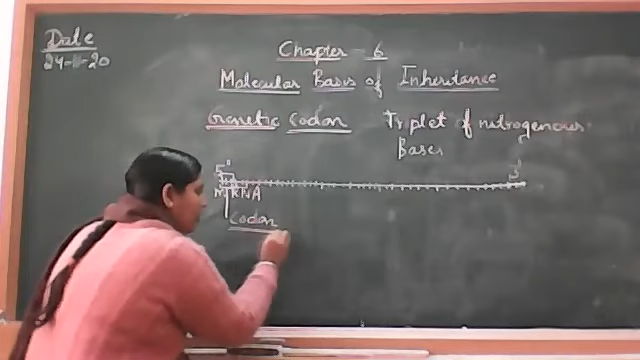 Date
24-11-20
Chapter - 6
Molecular Basis of Inheritance
Genetic Codon Triplet of nitrogenous
Bases
5' 3'
mRNA
Codon